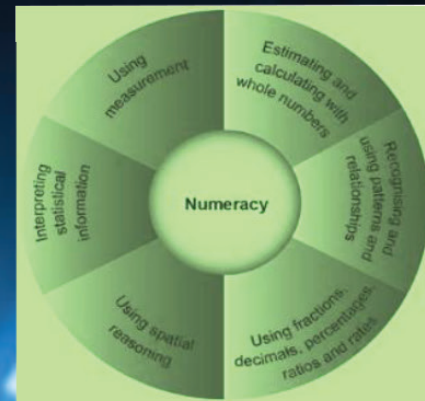 Estimating and
calculating with
whole numbers
Recognising and
using patterns and
relationships
Using fractions,
decimals, percentages,
ratios and rates
Using spatial
reasoning
Interpreting
statistical
information
Using
measurement
Numeracy